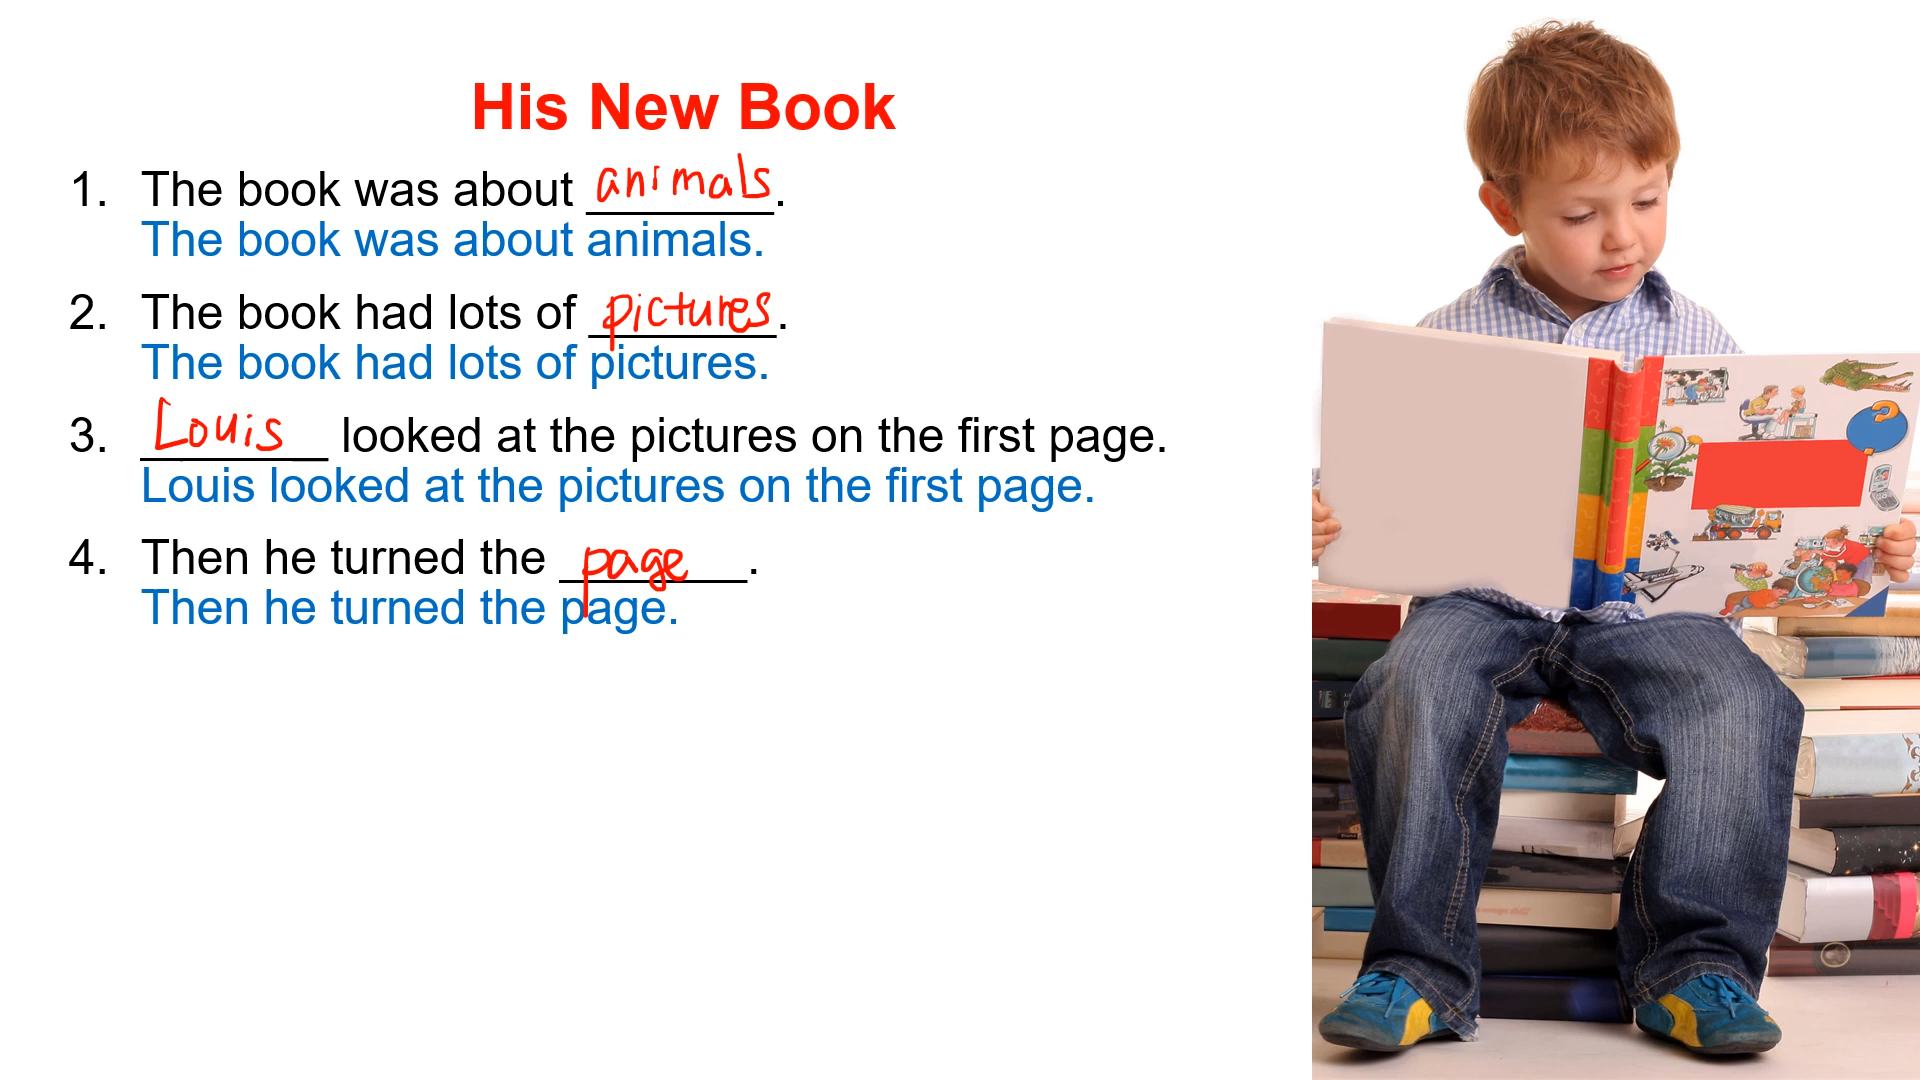 His New Book
1. The book was about animals.
The book was about animals.
2. The book had lots of pictures.
The book had lots of pictures.
3. Louis looked at the pictures on the first page.
Louis looked at the pictures on the first page.
4. Then he turned the page.
Then he turned the page.
?